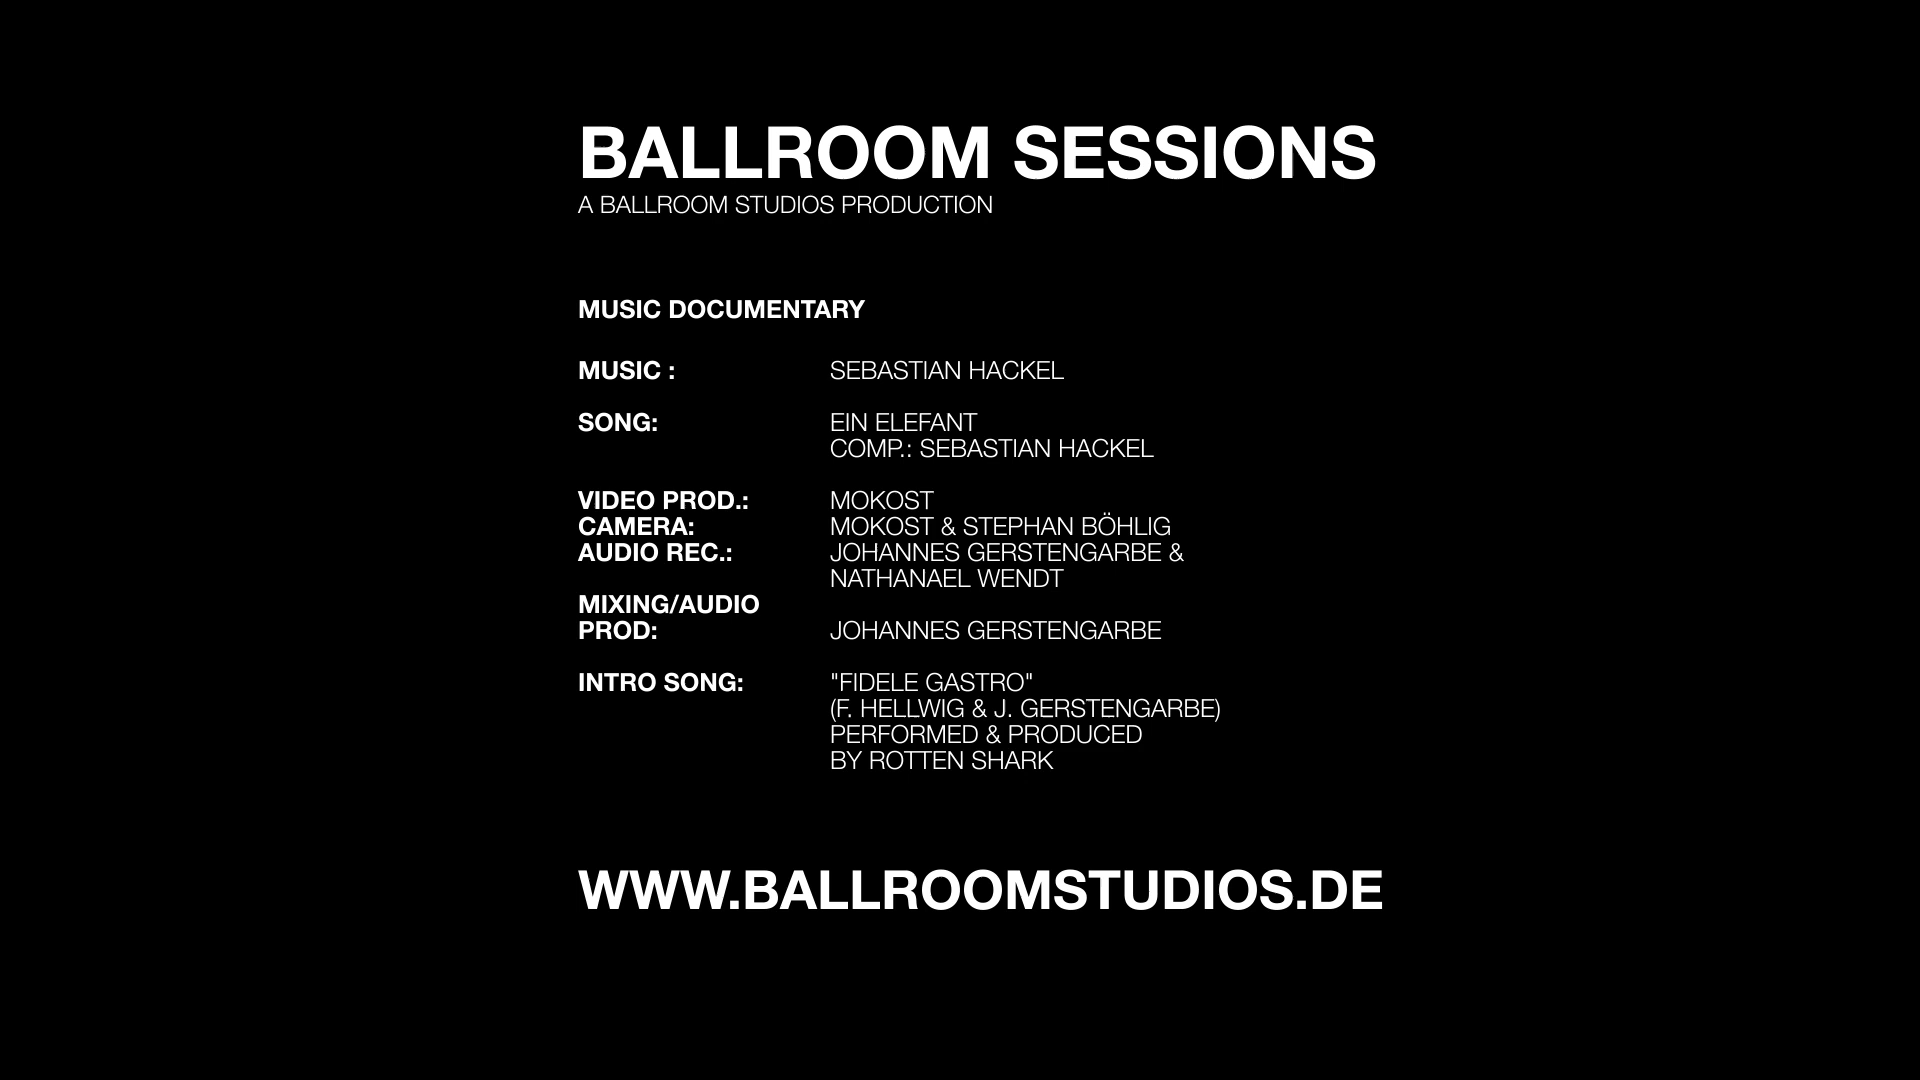 BALLROOM SESSIONS
A BALLROOM STUDIOS PRODUCTION
MUSIC DOCUMENTARY
MUSIC : SEBASTIAN HACKEL
SONG: EIN ELEFANT
COMP.: SEBASTIAN HACKEL
VIDEO PROD.: MOKOST
CAMERA: MOKOST & STEPHAN BÖHLIG
AUDIO REC.: JOHANNES GERSTENGARBE &
NATHANAEL WENDT
MIXING/AUDIO
PROD: JOHANNES GERSTENGARBE
INTRO SONG: "FIDELE GASTRO"
(F. HELLWIG & J. GERSTENGARBE)
PERFORMED & PRODUCED
BY ROTTEN SHARK
WWW.BALLROOMSTUDIOS.DE